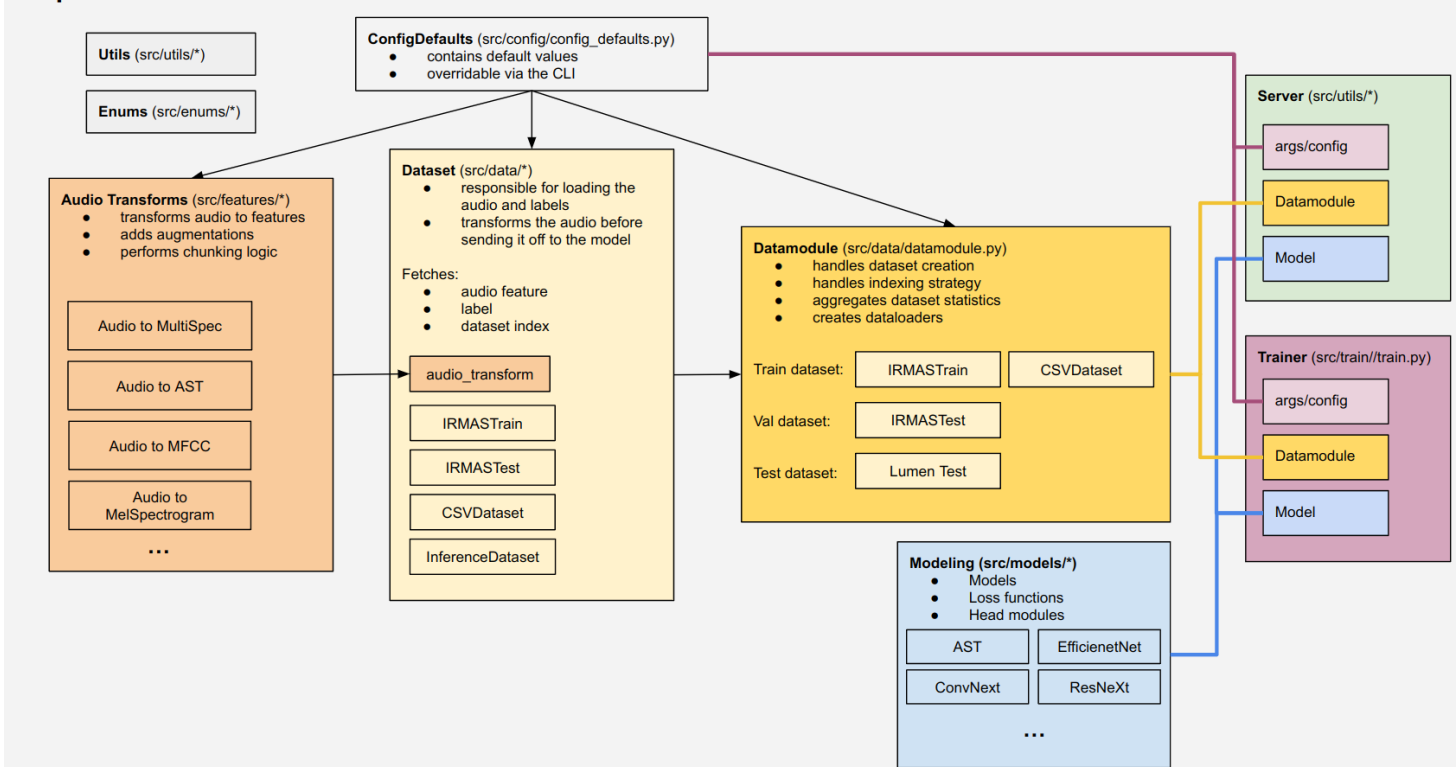 Utils (src/utils/*)
Enums (src/enums/*)
ConfigDefaults (src/config/config_defaults.py)
● contains default values
● overridable via the CLI
Audio Transforms (src/features/*)
● transforms audio to features
● adds augmentations
● performs chunking logic
Audio to MultiSpec
Audio to AST
Audio to MFCC
Audio to
MelSpectrogram
...
Dataset (src/data/*)
● responsible for loading the
audio and labels
● transforms the audio before
sending it off to the model
Fetches:
● audio feature
● label
● dataset index
audio_transform
IRMASTrain
IRMASTest
CSVDataset
InferenceDataset
Datamodule (src/data/datamodule.py)
● handles dataset creation
● handles indexing strategy
● aggregates dataset statistics
● creates dataloaders
Train dataset: IRMASTrain CSVDataset
Val dataset: IRMASTest
Test dataset: Lumen Test
Modeling (src/models/*)
● Models
● Loss functions
● Head modules
AST EfficienetNet
ConvNext ResNeXt
...
Server (src/utils/*)
args/config
Datamodule
Model
Trainer (src/train//train.py)
args/config
Datamodule
Model